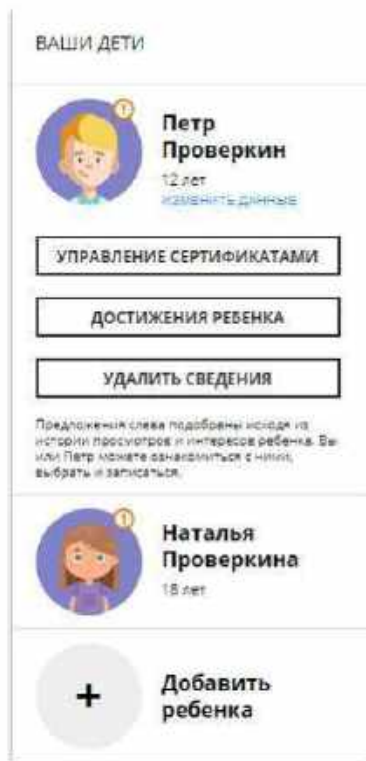 ВАШИ ДЕТИ
Петр
Проверкин
12 лет
ИЗМЕНИТЬ ДАННЫЕ
УПРАВЛЕНИЕ СЕРТИФИКАТАМИ
ДОСТИЖЕНИЯ РЕБЕНКА
УДАЛИТЬ СВЕДЕНИЯ
Предложения слева подобраны исходя из
истории просмотров и интересов ребенка. Вы
или Петр можете ознакомиться с ними,
выбрать и записаться.
Наталья
Проверкина
18 лет
+
Добавить
ребенка